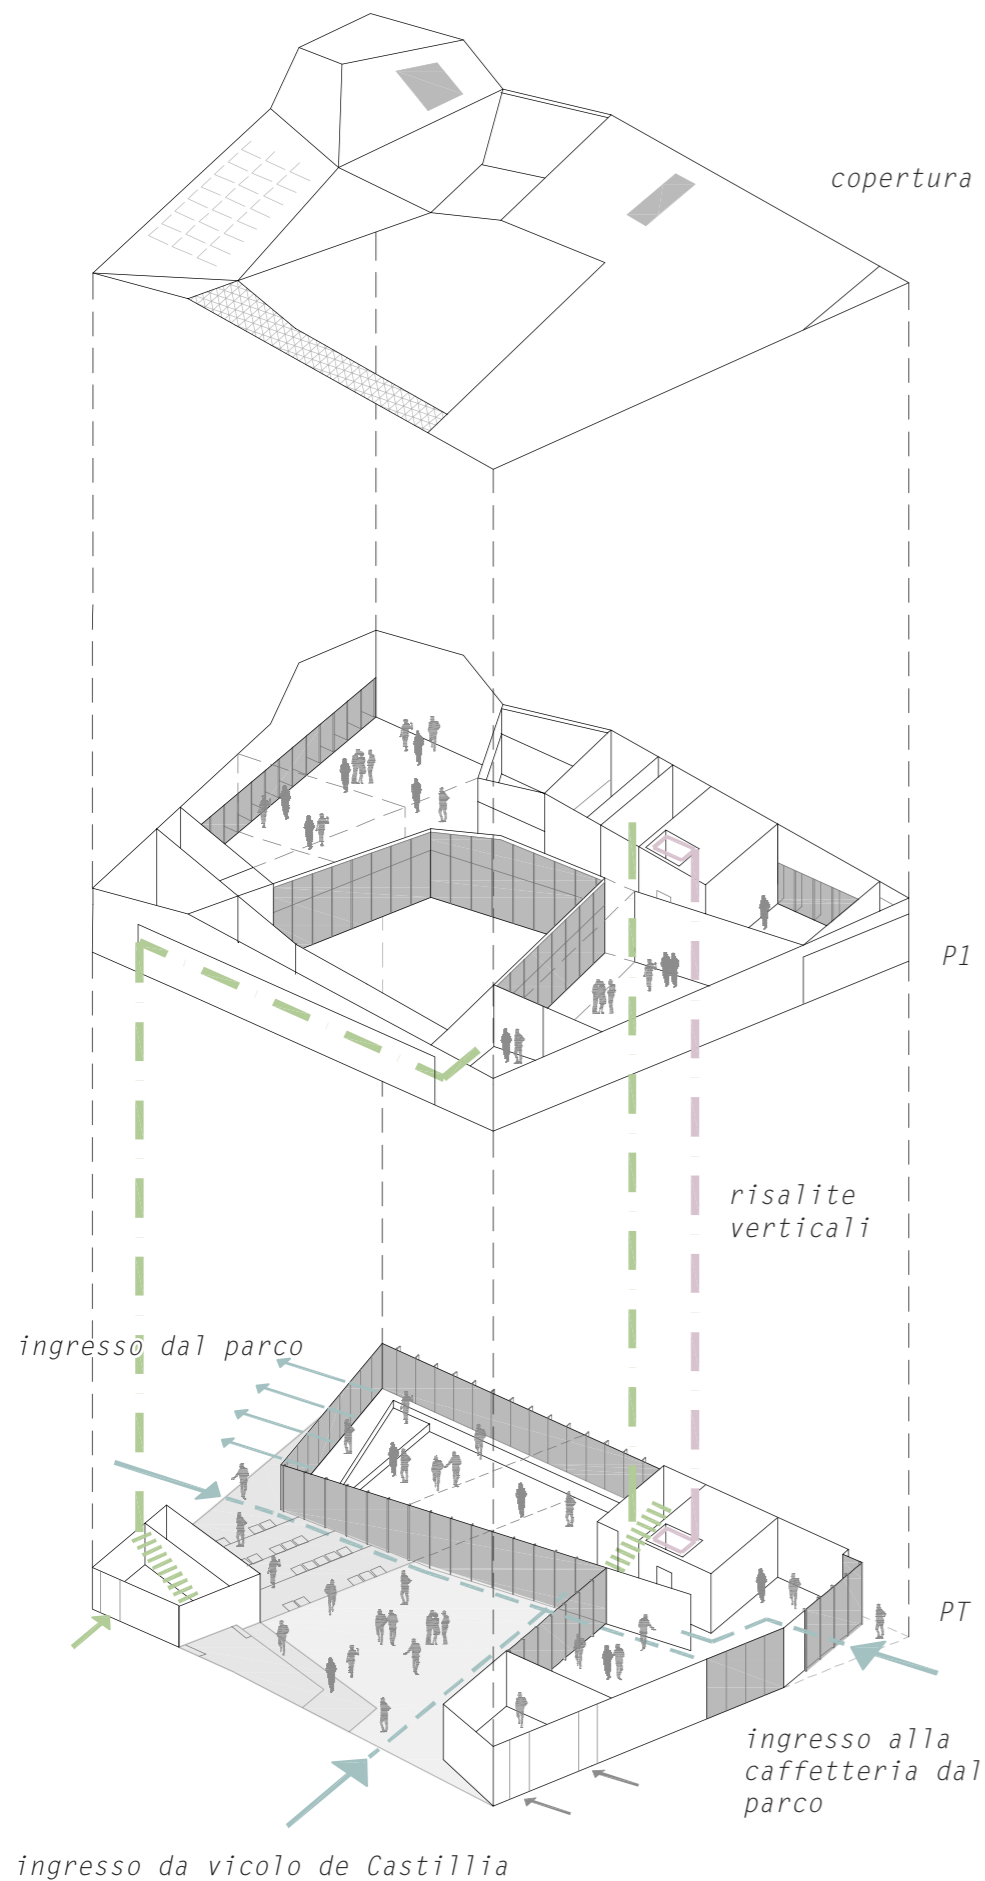 copertura
P1
risalite
verticali
ingresso dal parco
PT
ingresso alla
caffetteria dal
parco
ingresso da vicolo de Castillia